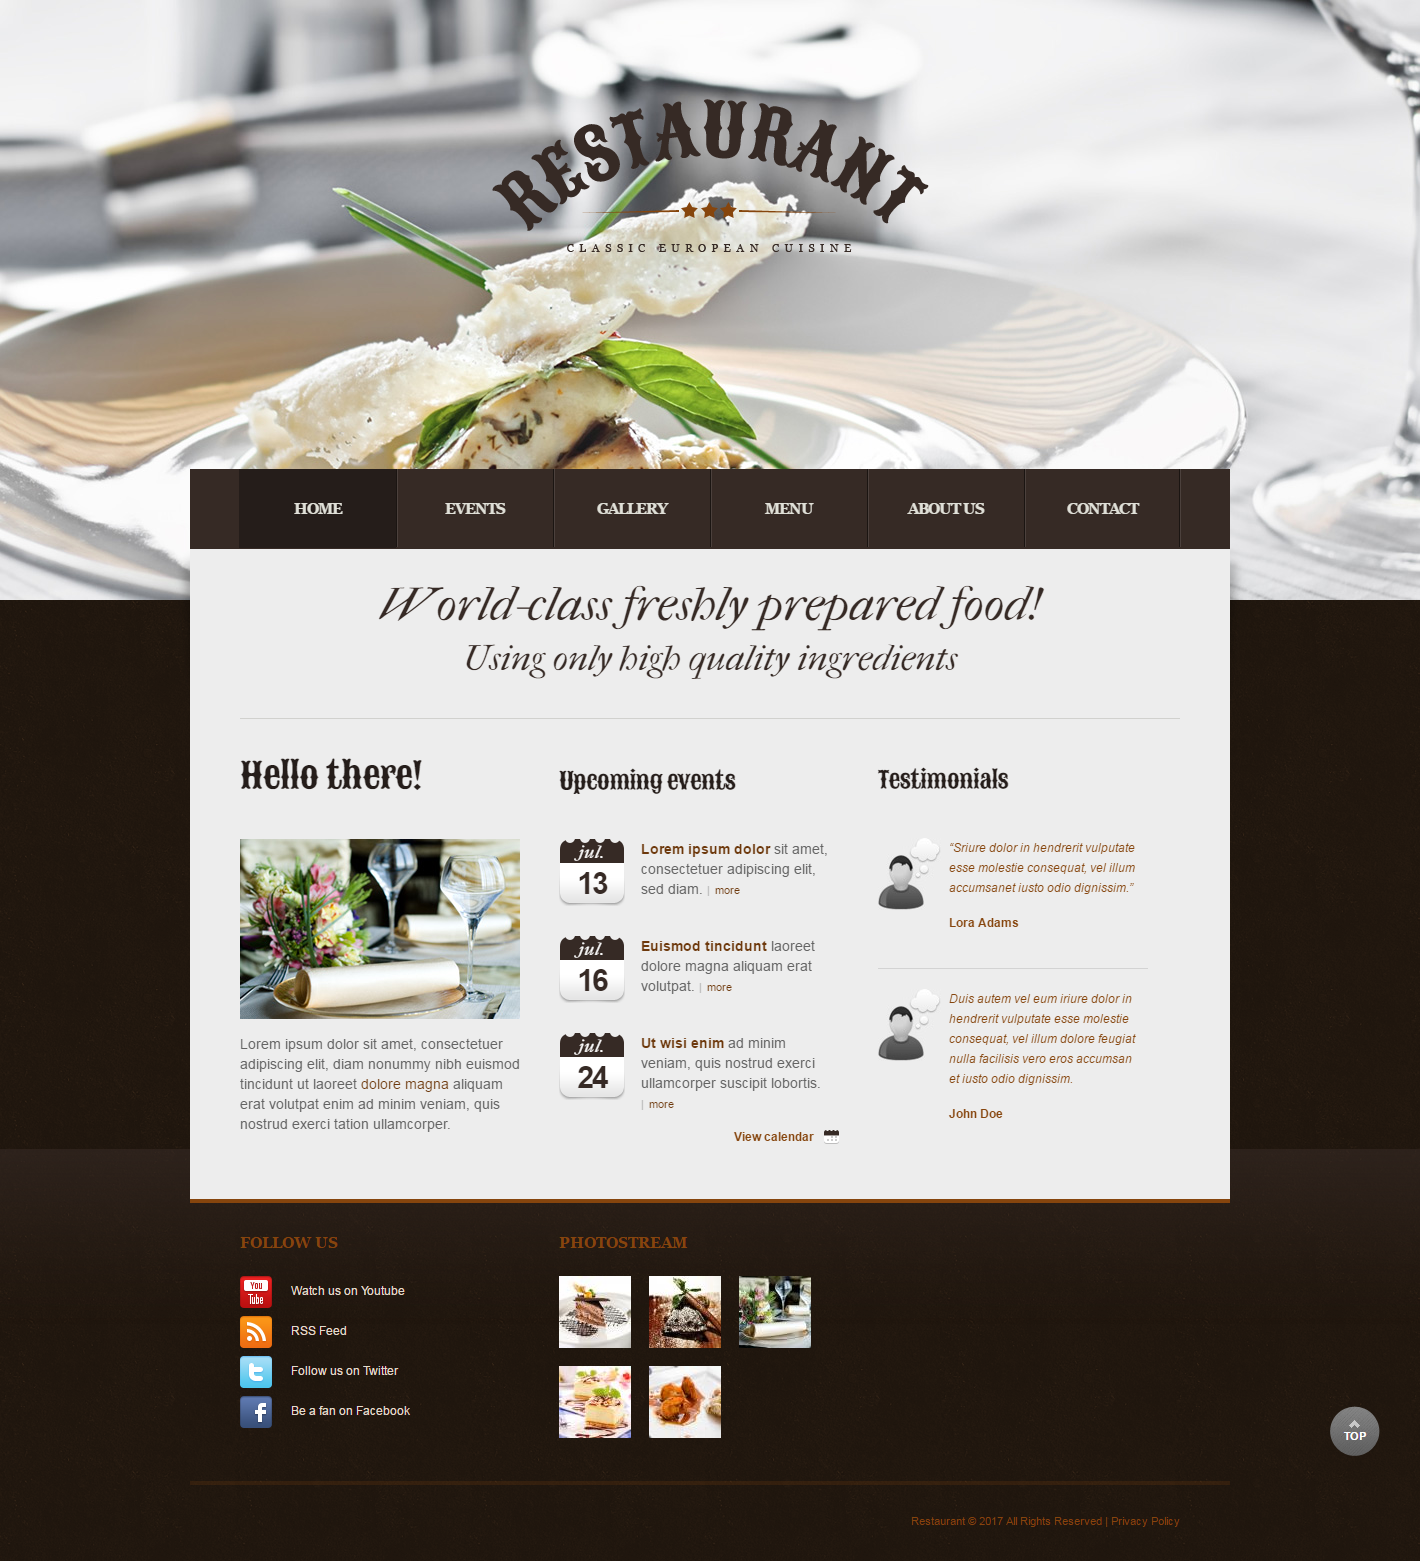 RESTAURANT
CLASSIC EUROPEAN CUISINE
HOME
EVENTS
GALLERY
MENU
ABOUT US
CONTACT
World-class freshly prepared food!
Using only high quality ingredients
Hello there!
Lorem ipsum dolor sit amet, consectetuer
adipiscing elit, diam nonummy nibh euismod
tincidunt ut laoreet dolore magna aliquam
erat volutpat enim ad minim veniam, quis
nostrud exerci tation ullamcorper.
Upcoming events
jul.
13
Lorem ipsum dolor sit amet,
consectetuer adipiscing elit,
sed diam. | more
jul.
16
Euismod tincidunt laoreet
dolore magna aliquam erat
volutpat. | more
jul.
24
Ut wisi enim ad minim
veniam, quis nostrud exerci
ullamcorper suscipit lobortis.
| more
View calendar
Testimonials
“Sriure dolor in hendrerit vulputate
esse molestie consequat, vel illum
accumsanet iusto odio dignissim.”
Lora Adams
Duis autem vel eum iriure dolor in
hendrerit vulputate esse molestie
consequat, vel illum dolore feugiat
nulla facilisis vero eros accumsan
et iusto odio dignissim.
John Doe
FOLLOW US
You
Tube
Watch us on Youtube
RSS Feed
t
Follow us on Twitter
f
Be a fan on Facebook
PHOTOSTREAM
TOP
Restaurant © 2017 All Rights Reserved | Privacy Policy